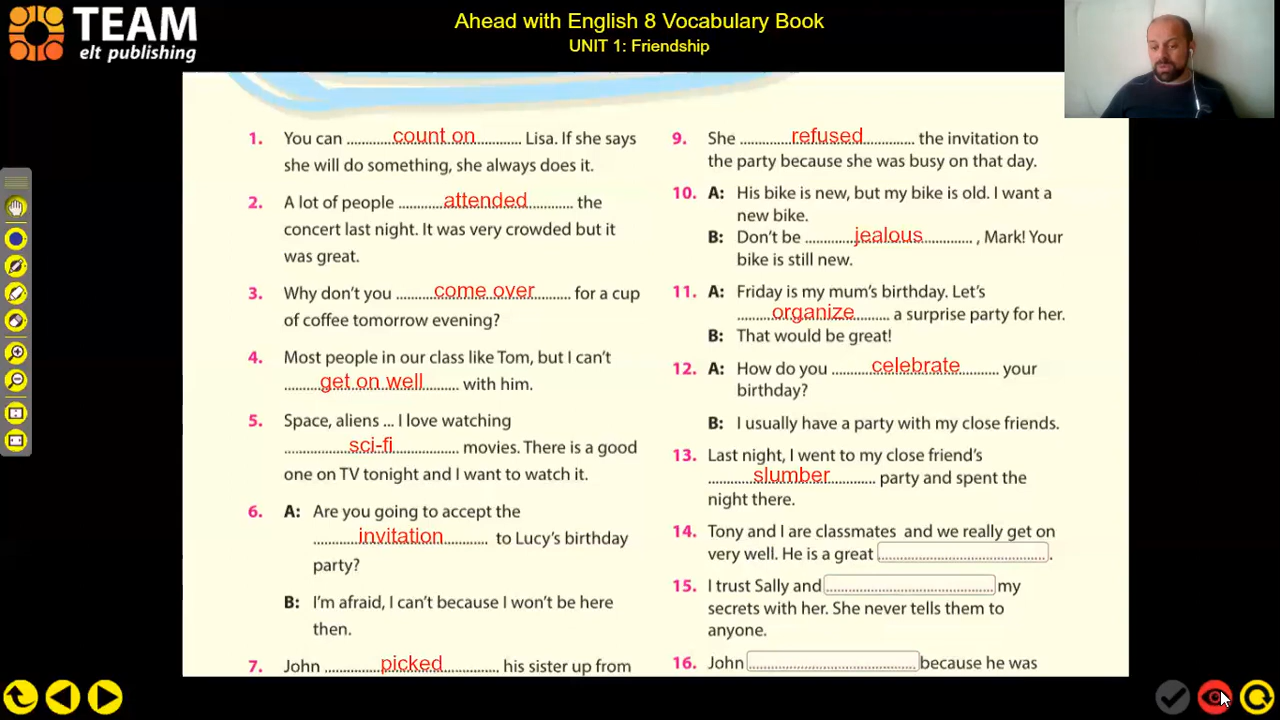 TEAM
elt publishing
Ahead with English 8 Vocabulary Book
UNIT 1: Friendship
1. You can count on Lisa. If she says
she will do something, she always does it.
2. A lot of people attended the
concert last night. It was very crowded but it
was great.
3. Why don't you come over for a cup
of coffee tomorrow evening?
4. Most people in our class like Tom, but I can't
get on well with him.
5. Space, aliens ... I love watching
sci-fi movies. There is a good
one on TV tonight and I want to watch it.
6. A: Are you going to accept the
invitation to Lucy's birthday
party?
B: I'm afraid, I can't because I won't be here
then.
7. John picked his sister up from
9. She refused the invitation to
the party because she was busy on that day.
10. A: His bike is new, but my bike is old. I want a
new bike.
B: Don't be jealous, Mark! Your
bike is still new.
11. A: Friday is my mum's birthday. Let's
organize a surprise party for her.
B: That would be great!
12. A: How do you celebrate your
birthday?
B: I usually have a party with my close friends.
13. Last night, I went to my close friend's
slumber party and spent the
night there.
14. Tony and I are classmates and we really get on
very well. He is a great .................................... .
15. I trust Sally and .................................... my
secrets with her. She never tells them to
anyone.
16. John .................................... because he was